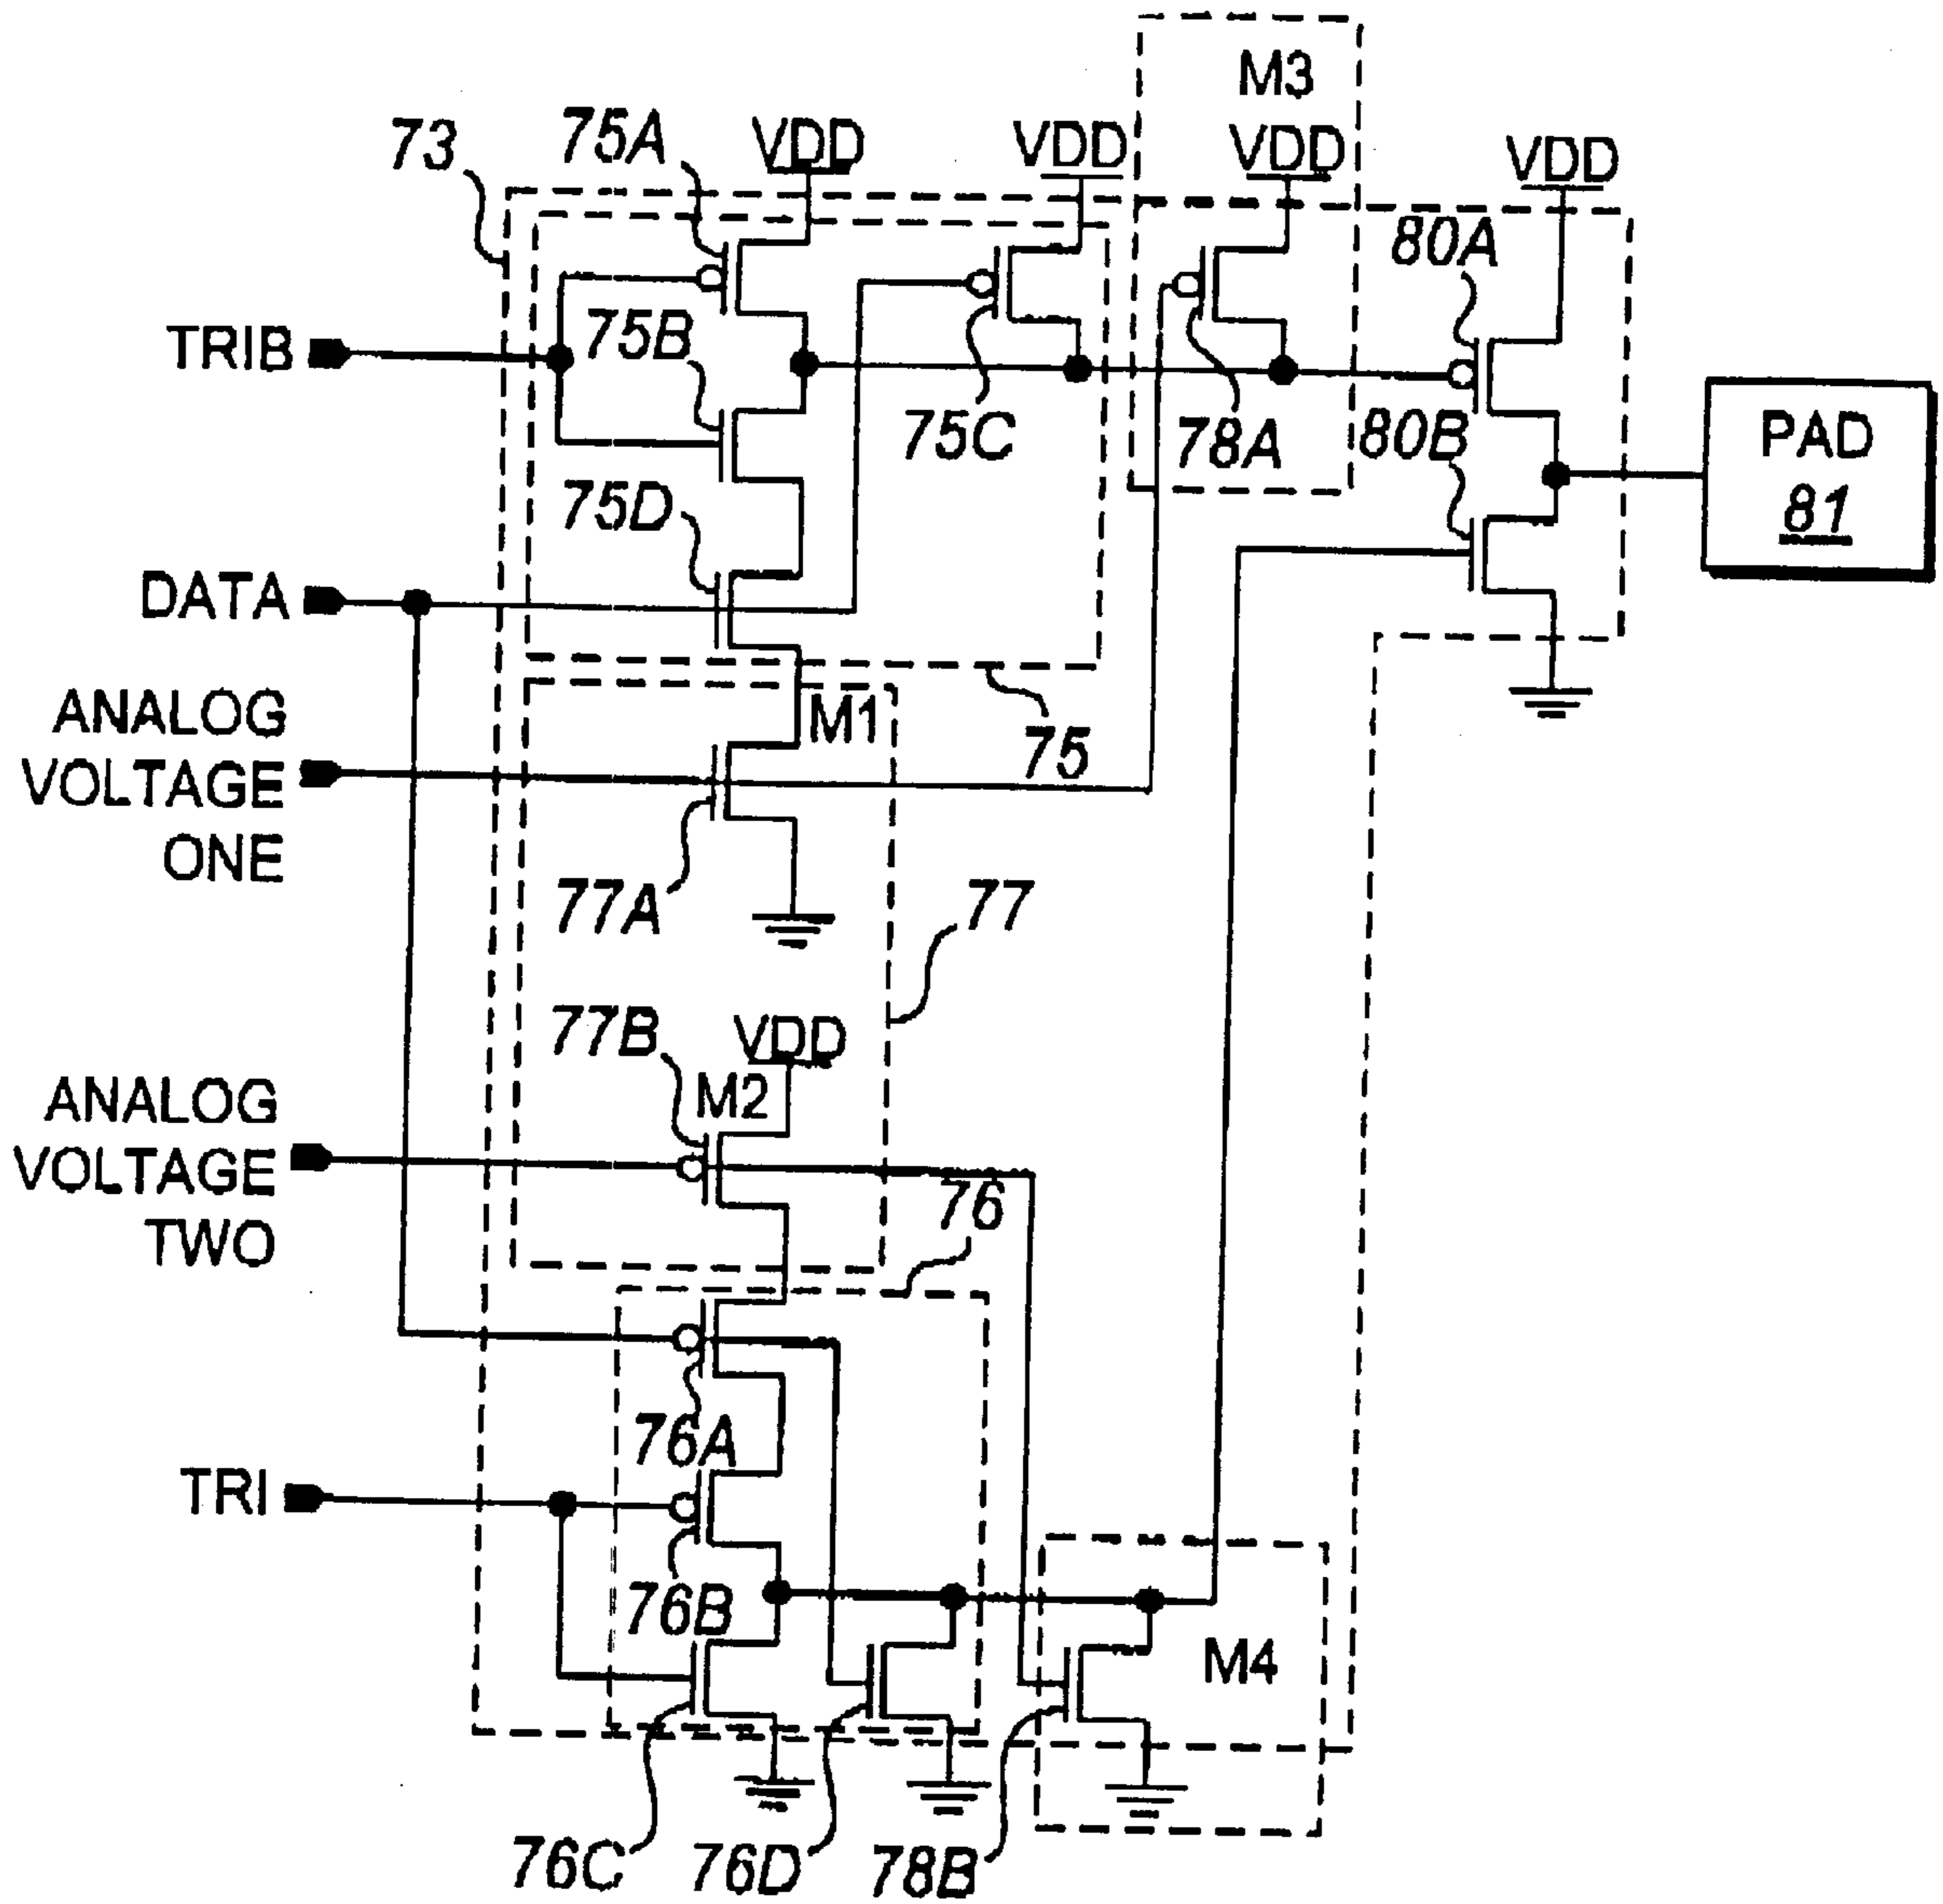 M3
73
75A
VDD
VDD
VDD
VDD
80A
TRIB
75B
75C
78A
80B
PAD
81
75D
DATA
M1
75
ANALOG
VOLTAGE
ONE
77A
77
77B
VDD
M2
ANALOG
VOLTAGE
TWO
76
76A
TRI
76B
M4
76C
76D
78B